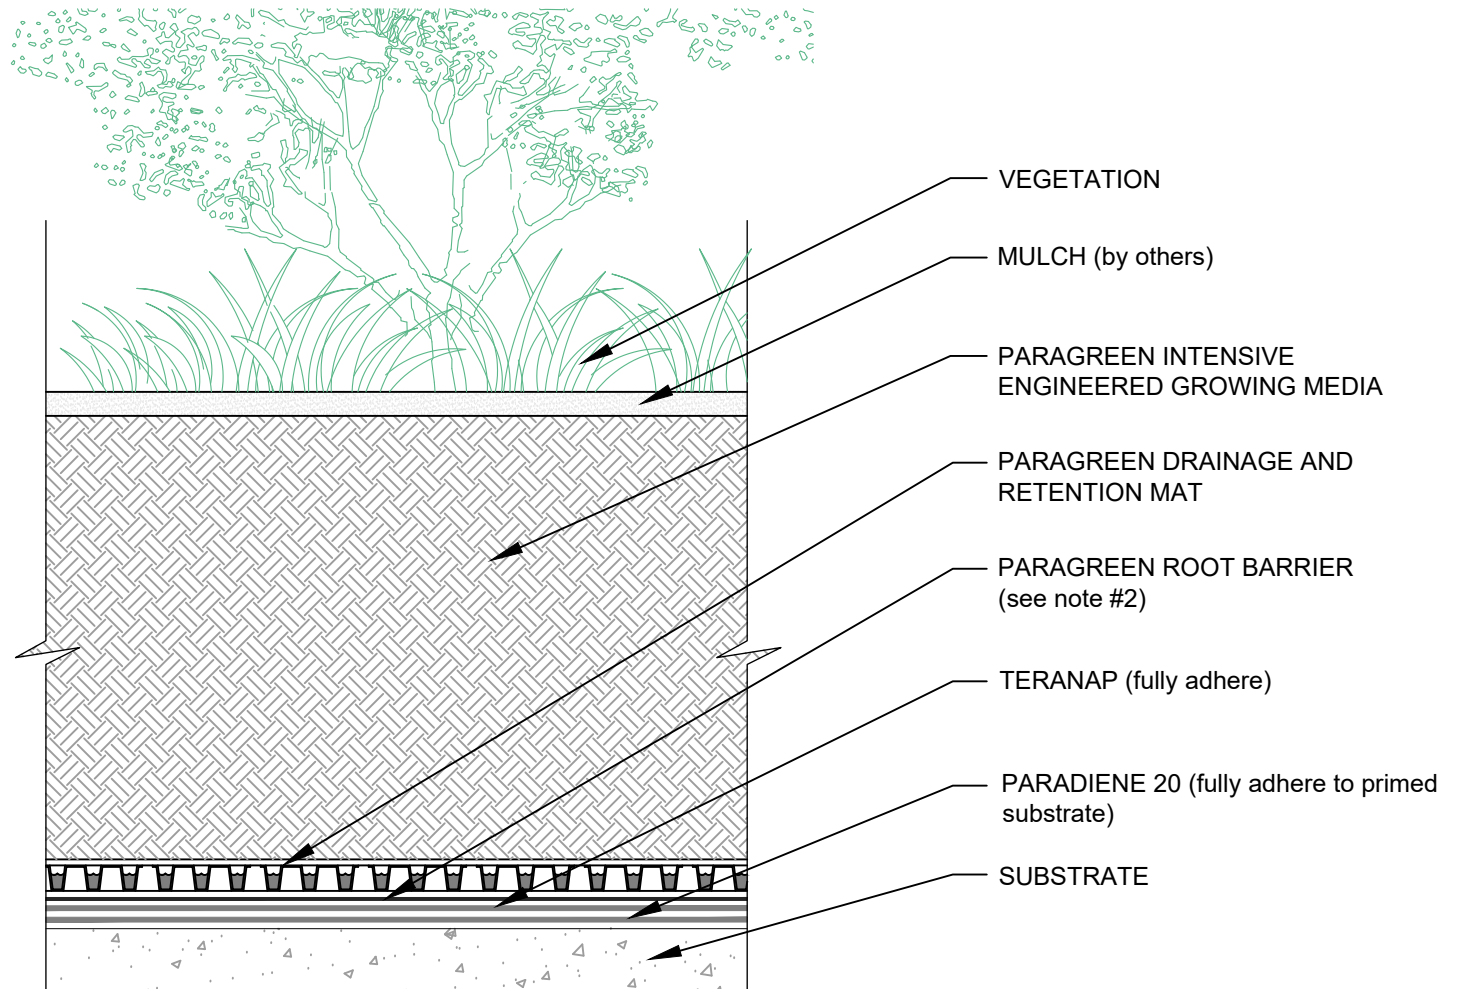 VEGETATION
MULCH (by others)
PARAGREEN INTENSIVE
ENGINEERED GROWING MEDIA
PARAGREEN DRAINAGE AND
RETENTION MAT
PARAGREEN ROOT BARRIER
(see note #2)
TERANAP (fully adhere)
PARADIENE 20 (fully adhere to primed
substrate)
SUBSTRATE